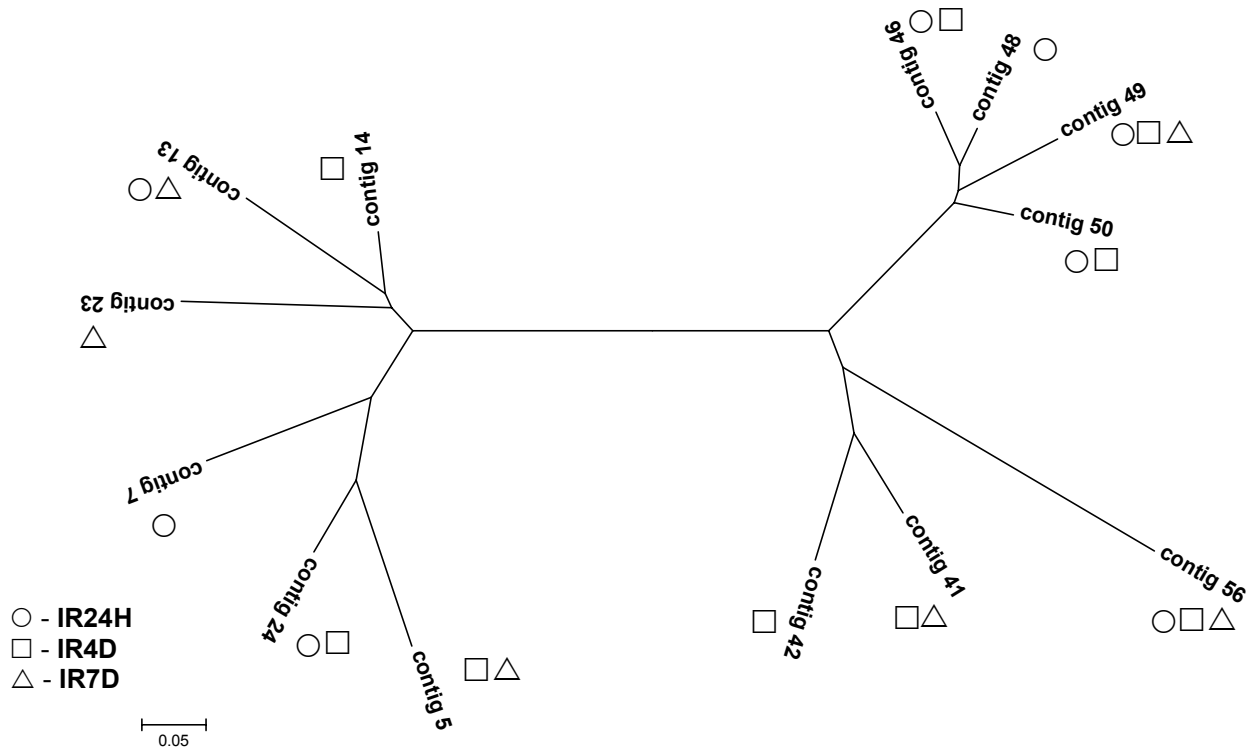 contig 46
contig 48
contig 49
contig 50
contig 14
contig 13
contig 23
contig 7
contig 24
contig 5
contig 42
contig 41
contig 56
- IR24H
- IR4D
- IR7D
0.05